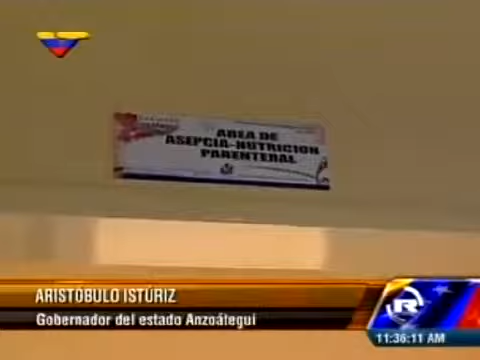 AREA DE
ASEPCIA-NUTRICION
PARENTERAL
ARISTÓBULO ISTÚRIZ
Gobernador del estado Anzoátegui
R
11:36:11 AM